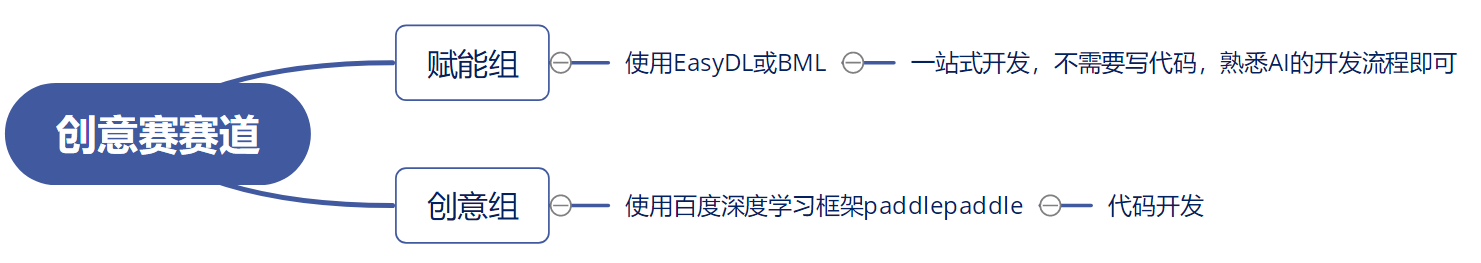 创意赛赛道
赋能组
使用EasyDL或BML
一站式开发，不需要写代码，熟悉AI的开发流程即可
创意组
使用百度深度学习框架paddlepaddle
代码开发